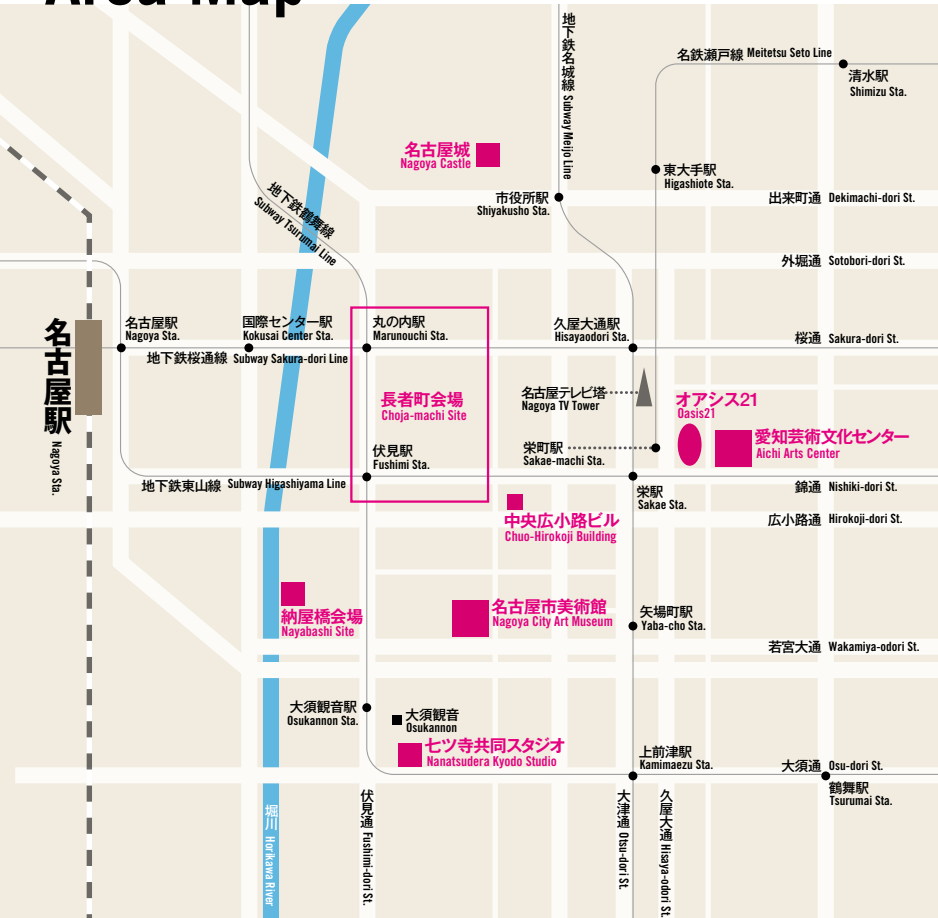 Area Map
地下鉄名城線 Subway Meijo Line
名鉄瀬戸線 Meitetsu Seto Line
清水駅
Shimizu Sta.
名古屋城
Nagoya Castle
東大手駅
Higashiote Sta.
市役所駅
Shiyakusho Sta.
出来町通 Dekimachi-dori St.
地下鉄鶴舞線
Subway Tsurumai Line
外堀通 Sotobori-dori St.
名古屋駅 Nagoya Sta.
名古屋駅
Nagoya Sta.
国際センター駅
Kokusai Center Sta.
丸の内駅
Marunouchi Sta.
久屋大通駅
Hisayaodori Sta.
桜通 Sakura-dori St.
地下鉄桜通線 Subway Sakura-dori Line
長者町会場
Choja-machi Site
名古屋テレビ塔
Nagoya TV Tower
オアシス21
Oasis21
愛知芸術文化センター
Aichi Arts Center
伏見駅
Fushimi Sta.
栄町駅
Sakae-machi Sta.
地下鉄東山線 Subway Higashiyama Line
栄駅
Sakae Sta.
錦通 Nishiki-dori St.
中央広小路ビル
Chuo-Hirokoji Building
広小路通 Hirokoji-dori St.
納屋橋会場
Nayabashi Site
名古屋市美術館
Nagoya City Art Museum
矢場町駅
Yaba-cho Sta.
若宮大通 Wakamiya-odori St.
大須観音駅
Osukannon Sta.
大須観音
Osukannon
七ツ寺共同スタジオ
Nanatsudera Kyodo Studio
上前津駅
Kamimaezu Sta.
大須通 Osu-dori St.
鶴舞駅
Tsurumai Sta.
堀川 Horikawa River
伏見通 Fushimi-dori St.
大津通 Otsu-dori St.
久屋大通 Hisaya-odori St.